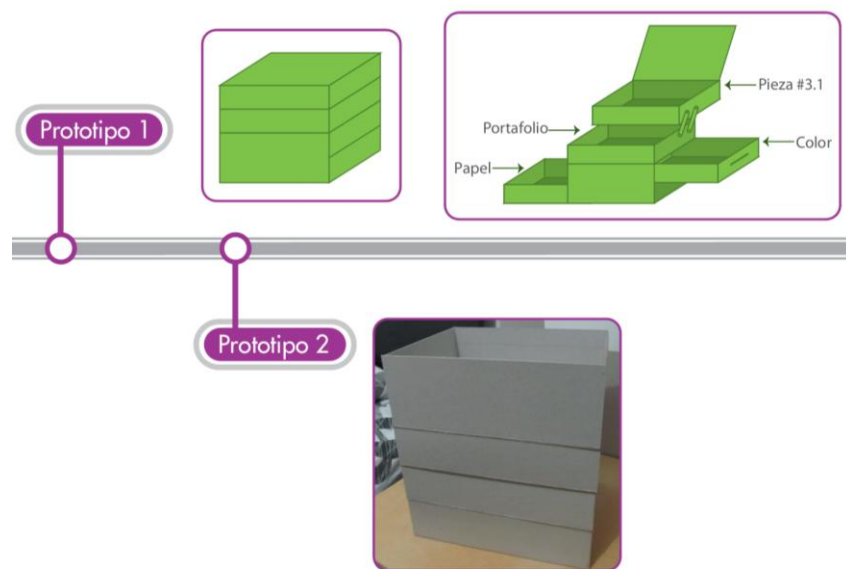 Prototipo 1
Pieza #3.1
Portafolio
Color
Papel
Prototipo 2